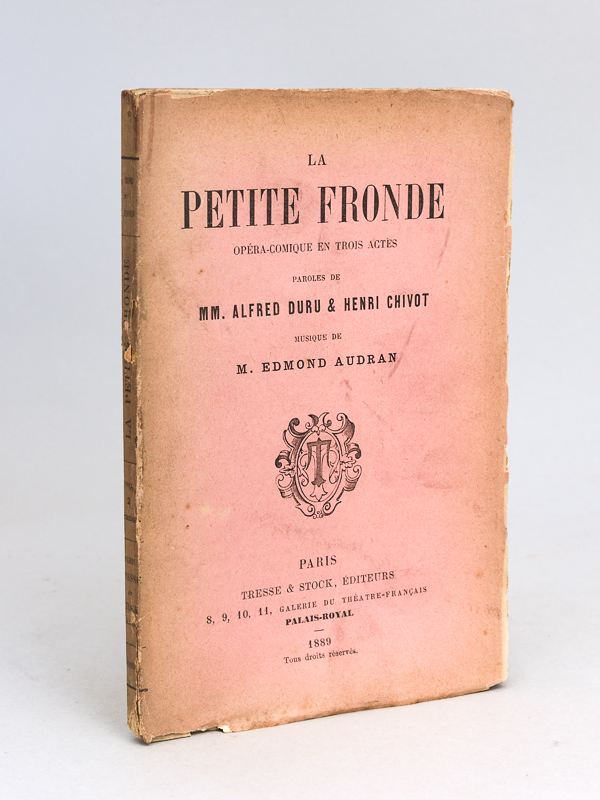 LA
PETITE FRONDE
OPÉRA-COMIQUE EN TROIS ACTES
PAROLES DE
MM. ALFRED DURU & HENRI CHIVOT
MUSIQUE DE
M. EDMOND AUDRAN
T
PARIS
TRESSE & STOCK, ÉDITEURS
8, 9, 10, 11, GALERIE DU THÉATRE-FRANÇAIS
PALAIS-ROYAL
1889
Tous droits réservés.
LA PETI RONDE